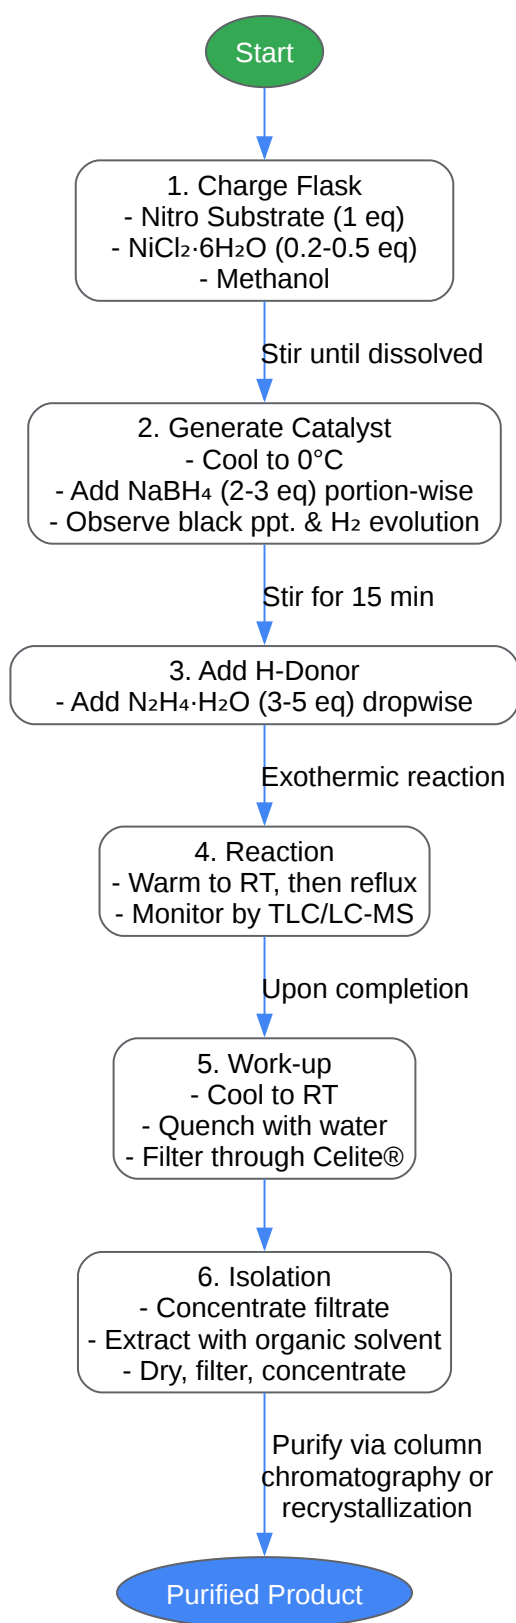 Start
1. Charge Flask
- Nitro Substrate (1 eq)
- NiCl₂·6H₂O (0.2-0.5 eq)
- Methanol
Stir until dissolved
2. Generate Catalyst
- Cool to 0°C
- Add NaBH₄ (2-3 eq) portion-wise
- Observe black ppt. & H₂ evolution
Stir for 15 min
3. Add H-Donor
- Add N₂H₄·H₂O (3-5 eq) dropwise
Exothermic reaction
4. Reaction
- Warm to RT, then reflux
- Monitor by TLC/LC-MS
Upon completion
5. Work-up
- Cool to RT
- Quench with water
- Filter through Celite®
6. Isolation
- Concentrate filtrate
- Extract with organic solvent
- Dry, filter, concentrate
Purify via column
chromatography or
recrystallization
Purified Product